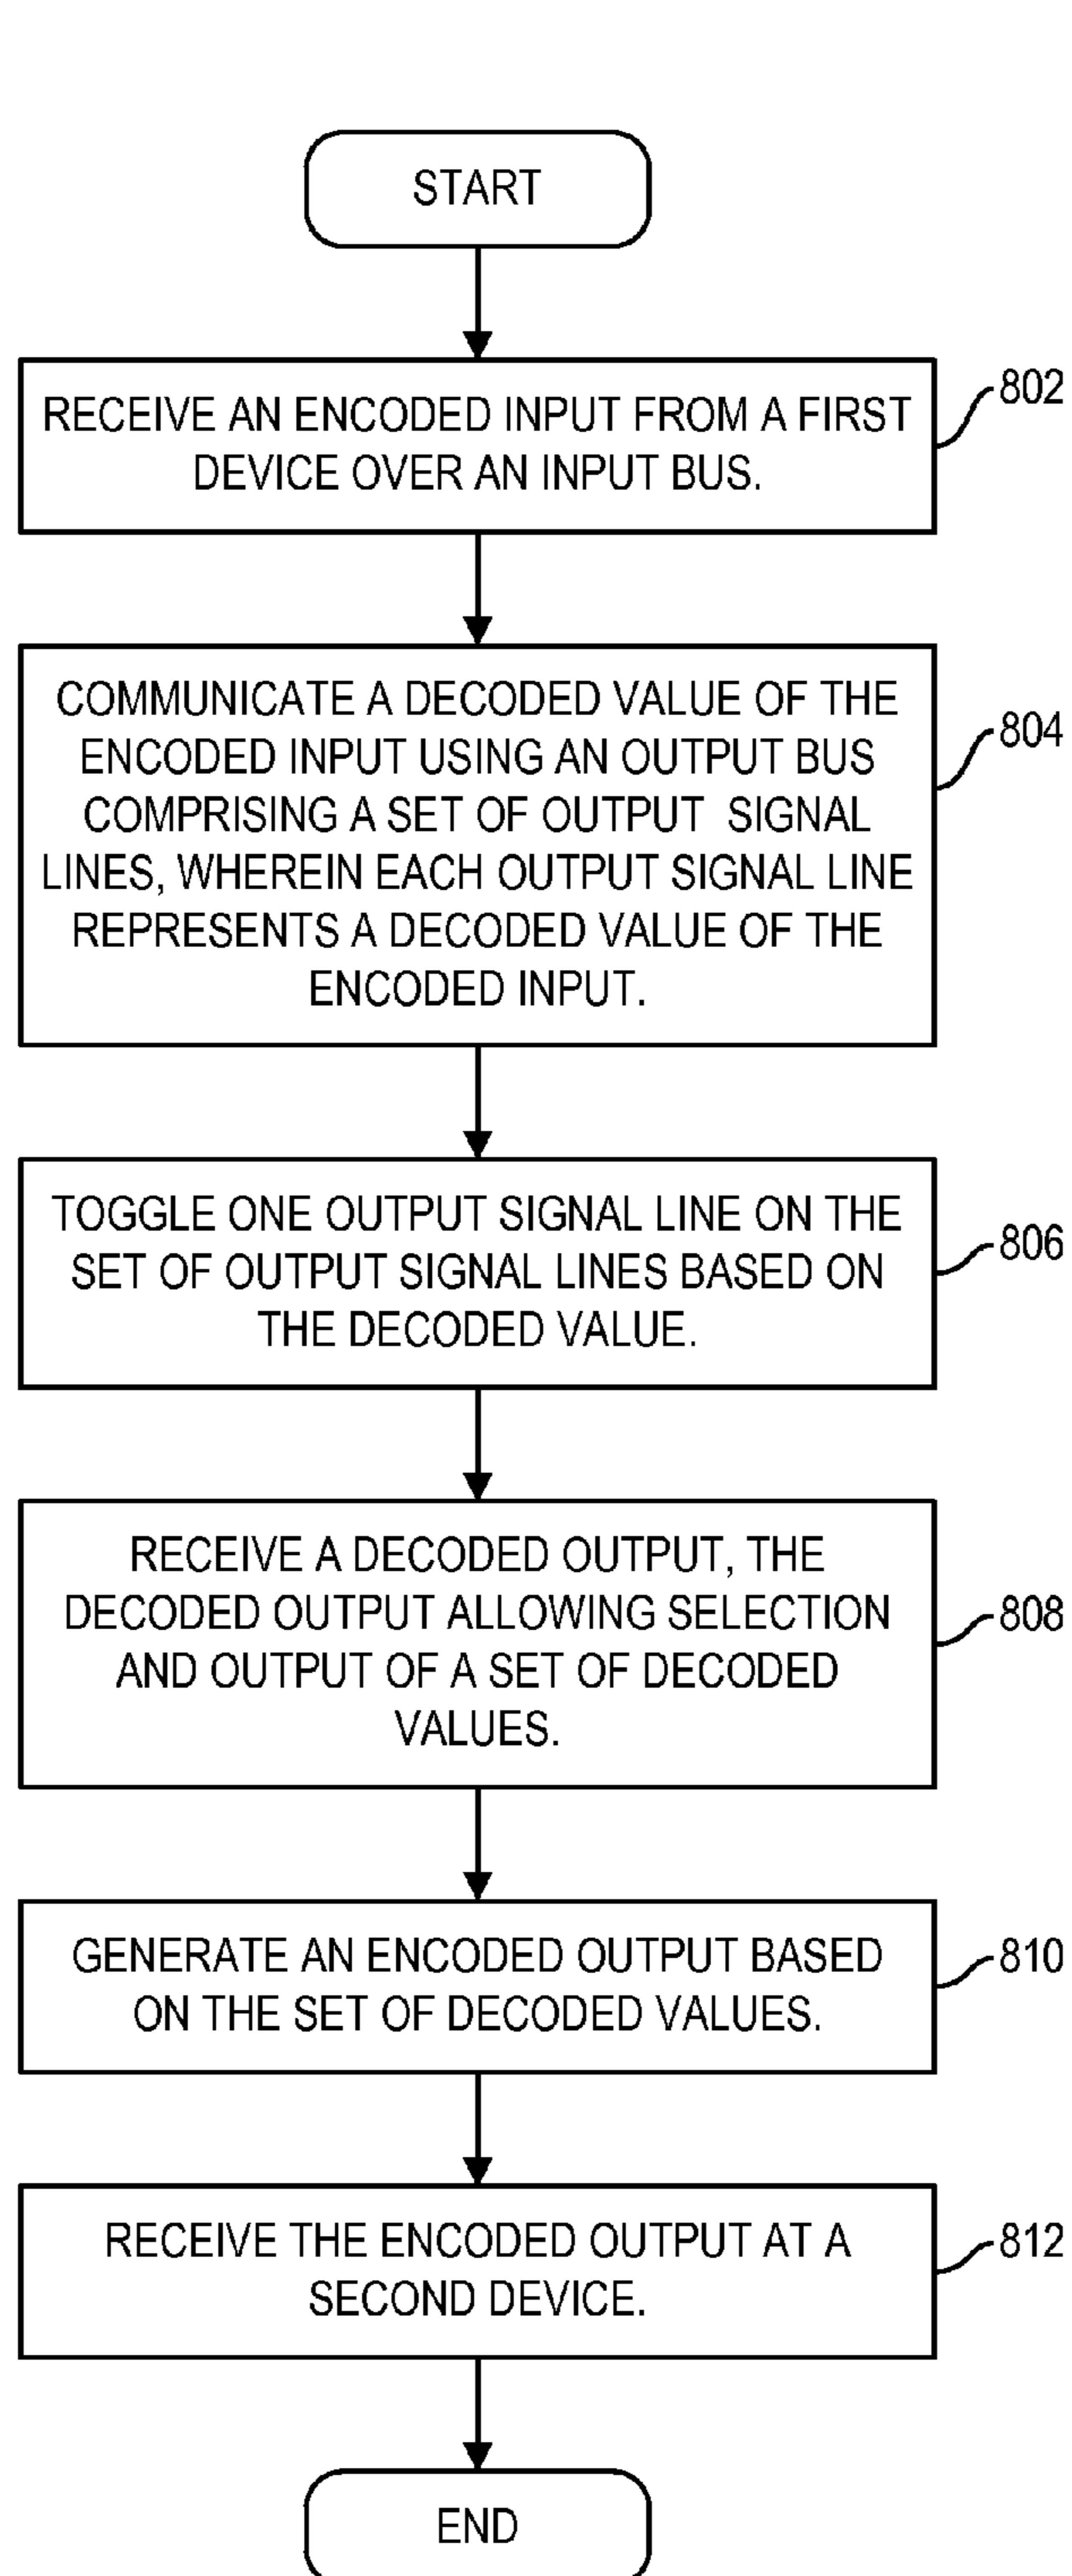 START
RECEIVE AN ENCODED INPUT FROM A FIRST
DEVICE OVER AN INPUT BUS.
802
COMMUNICATE A DECODED VALUE OF THE
ENCODED INPUT USING AN OUTPUT BUS
COMPRISING A SET OF OUTPUT SIGNAL
LINES, WHEREIN EACH OUTPUT SIGNAL LINE
REPRESENTS A DECODED VALUE OF THE
ENCODED INPUT.
804
TOGGLE ONE OUTPUT SIGNAL LINE ON THE
SET OF OUTPUT SIGNAL LINES BASED ON
THE DECODED VALUE.
806
RECEIVE A DECODED OUTPUT, THE
DECODED OUTPUT ALLOWING SELECTION
AND OUTPUT OF A SET OF DECODED
VALUES.
808
GENERATE AN ENCODED OUTPUT BASED
ON THE SET OF DECODED VALUES.
810
RECEIVE THE ENCODED OUTPUT AT A
SECOND DEVICE.
812
END